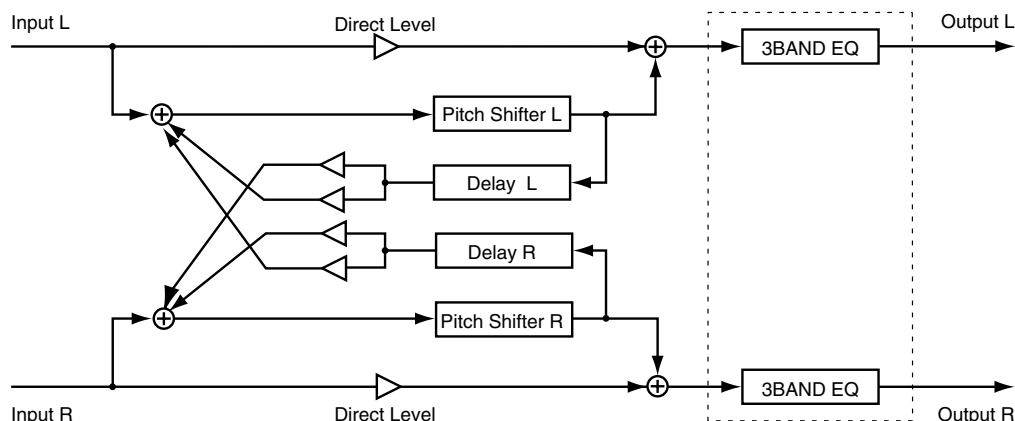 Input L
Direct Level
Output L
3BAND EQ
Pitch Shifter L
Delay L
Delay R
Pitch Shifter R
3BAND EQ
Input R
Direct Level
Output R